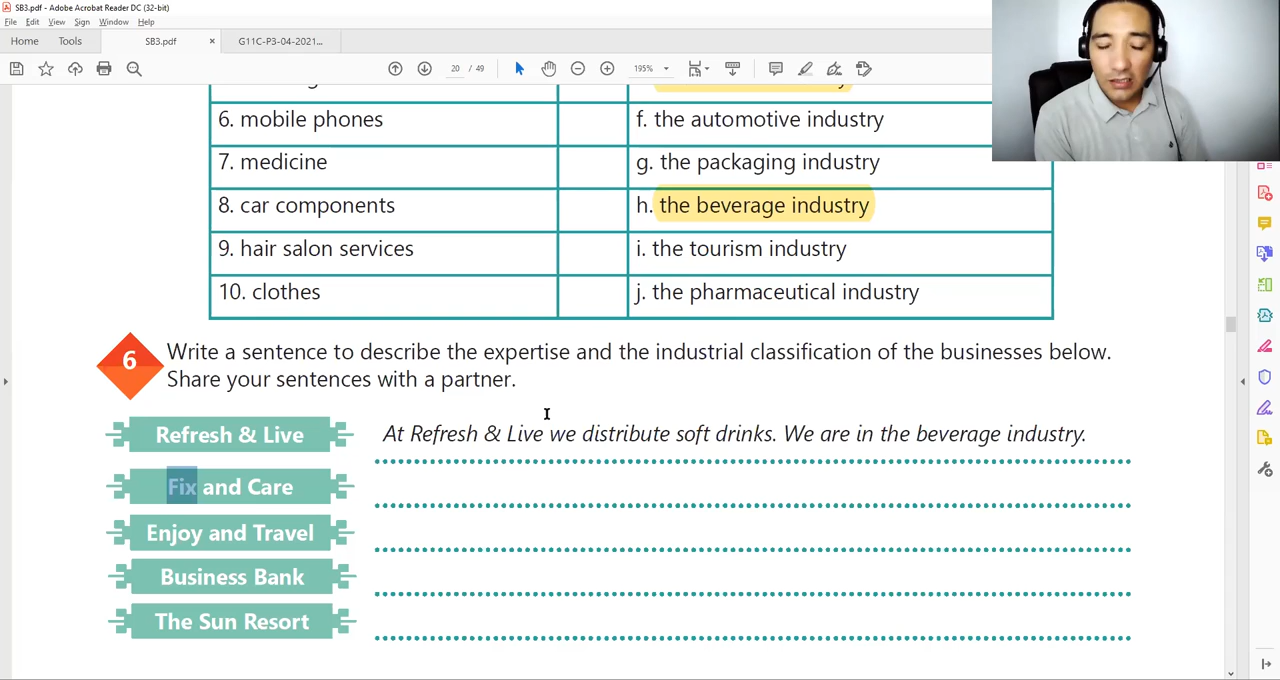 SB3.pdf - Adobe Acrobat Reader DC (32-bit)
File Edit View Sign Window Help
Home Tools SB3.pdf × G11C-P3-04-2021...
20 / 49 195%
6. mobile phones f. the automotive industry
7. medicine g. the packaging industry
8. car components h. the beverage industry
9. hair salon services i. the tourism industry
10. clothes j. the pharmaceutical industry
6 Write a sentence to describe the expertise and the industrial classification of the businesses below.
Share your sentences with a partner.
Refresh & Live At Refresh & Live we distribute soft drinks. We are in the beverage industry.
Fix and Care
Enjoy and Travel
Business Bank
The Sun Resort